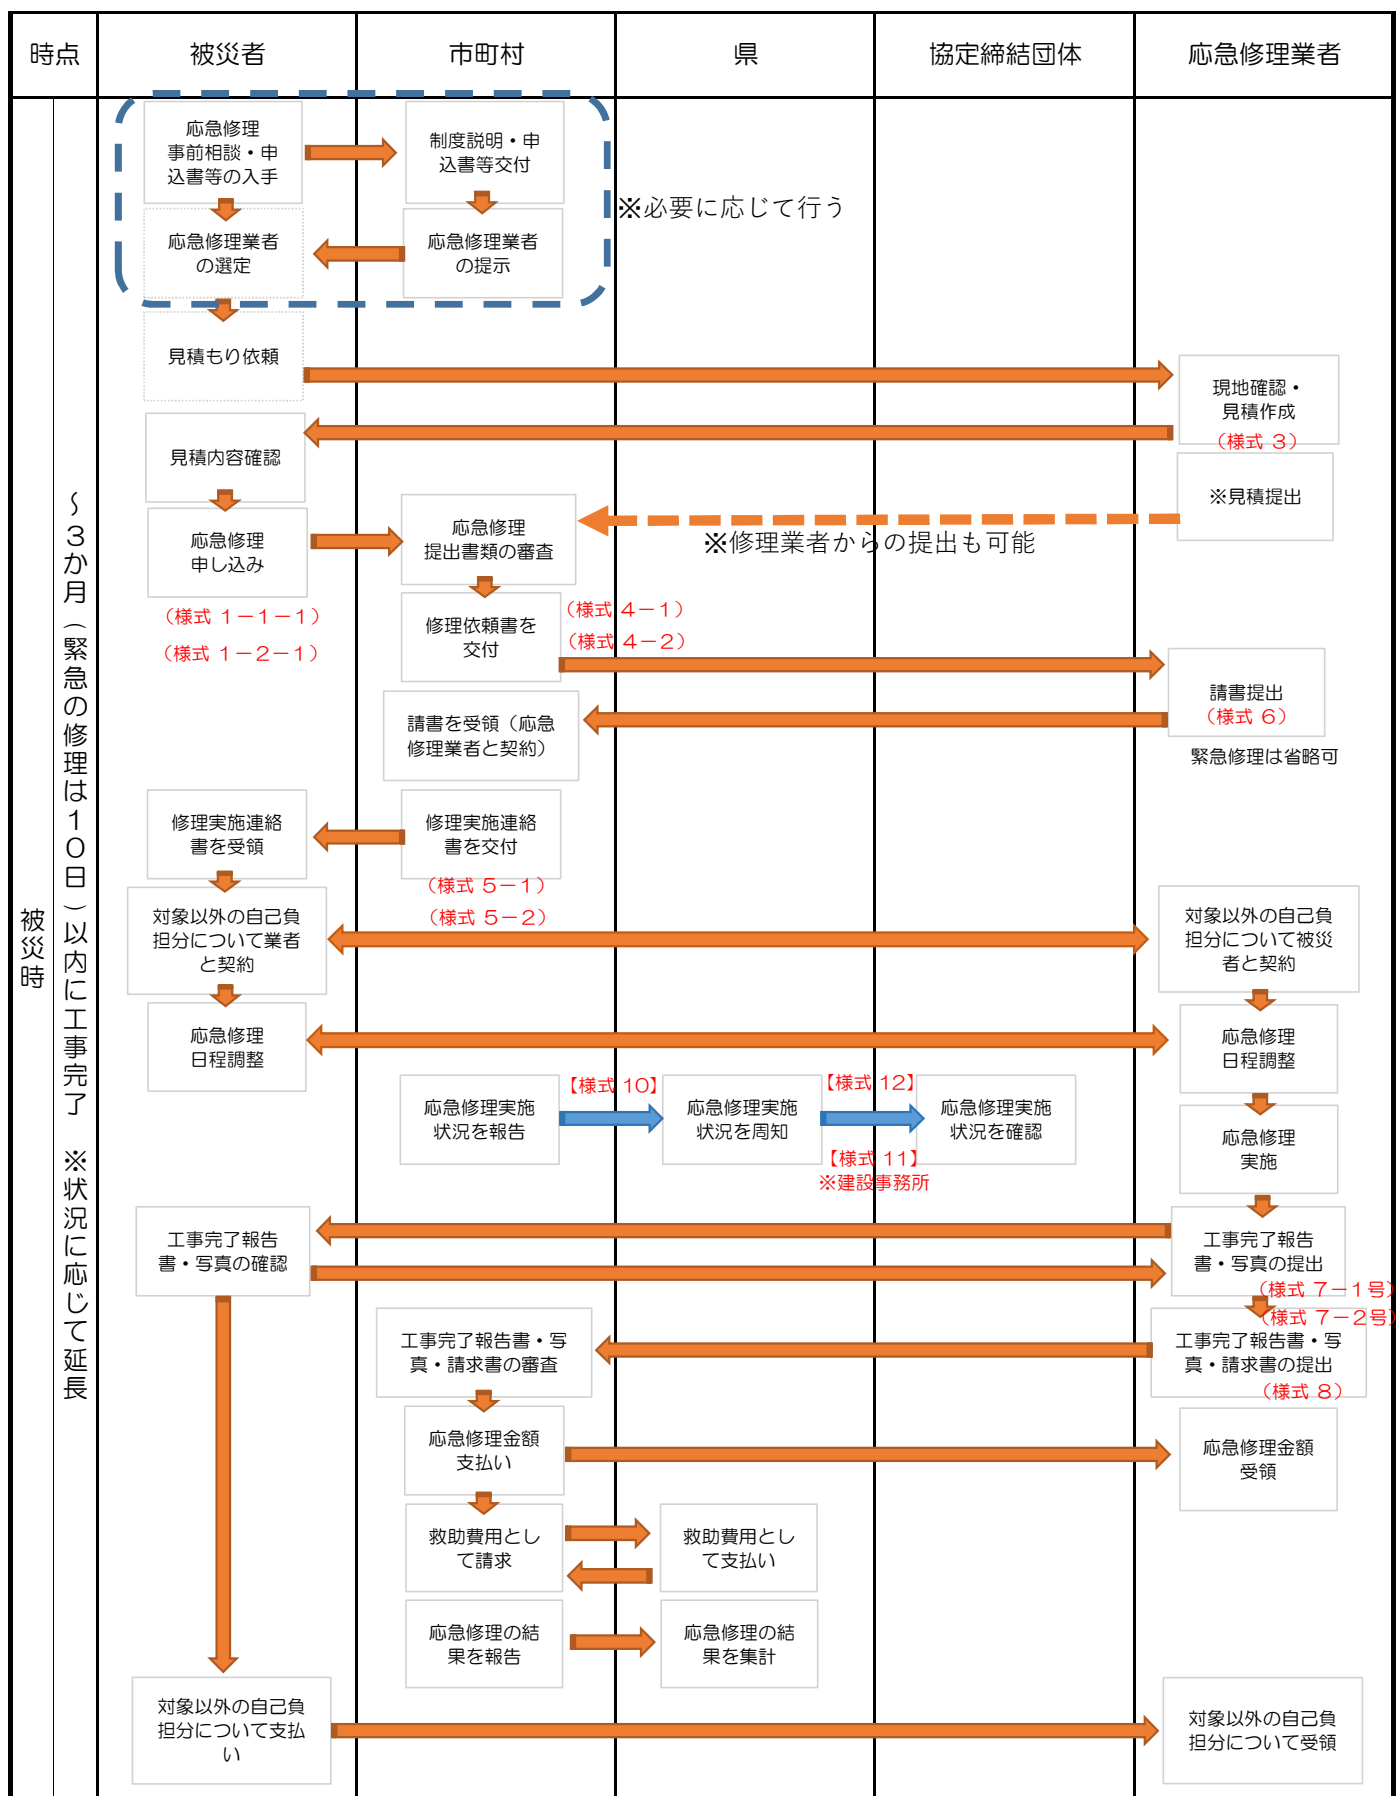 時点
被災者
市町村
県
協定締結団体
応急修理業者
被災時
～３か月（緊急の修理は１０日）以内に工事完了　※状況に応じて延長
応急修理
事前相談・申
込書等の入手
制度説明・申
込書等交付
※必要に応じて行う
応急修理業者
の選定
応急修理業者
の提示
見積もり依頼
現地確認・
見積作成
（様式 ３）
見積内容確認
※見積提出
応急修理
申し込み
（様式 １－１－１）
（様式 １－２－１）
応急修理
提出書類の審査
※修理業者からの提出も可能
修理依頼書を
交付
（様式 ４－１）
（様式 ４－２）
請書提出
（様式 ６）
緊急修理は省略可
請書を受領（応急
修理業者と契約）
修理実施連絡
書を受領
修理実施連絡
書を交付
（様式 ５－１）
（様式 ５－２）
対象以外の自己負
担分について業者
と契約
対象以外の自己負
担分について被災
者と契約
応急修理
日程調整
応急修理
日程調整
応急修理実施
状況を報告
【様式 10】
応急修理実施
状況を周知
【様式 12】
【様式 11】
※建設事務所
応急修理実施
状況を確認
応急修理
実施
工事完了報告
書・写真の確認
工事完了報告
書・写真の提出
（様式 ７－１号）
（様式 ７－２号）
工事完了報告書・写
真・請求書の審査
工事完了報告書・写
真・請求書の提出
（様式 ８）
応急修理金額
支払い
応急修理金額
受領
救助費用とし
て請求
救助費用とし
て支払い
応急修理の結
果を報告
応急修理の結
果を集計
対象以外の自己負
担分について支払
い
対象以外の自己負
担分について受領